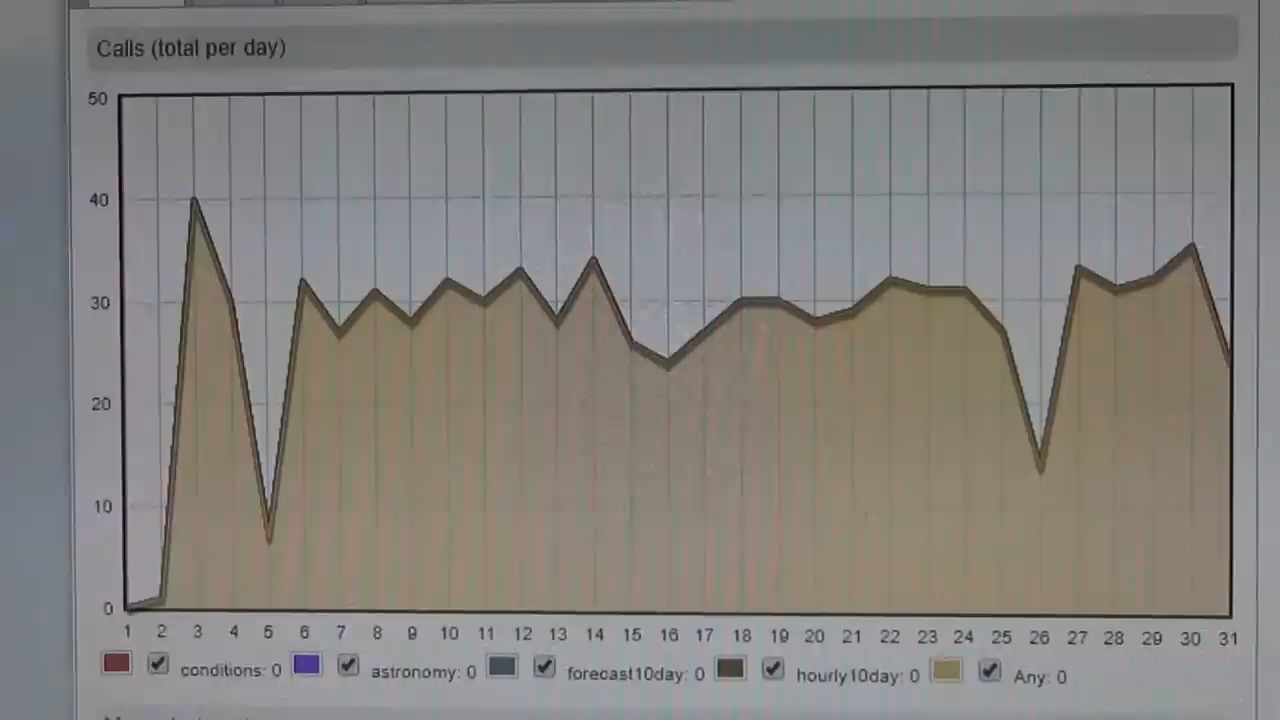 Calls (total per day)
50
40
30
20
10
0
1 2 3 4 5 6 7 8 9 10 11 12 13 14 15 16 17 18 19 20 21 22 23 24 25 26 27 28 29 30 31
conditions: 0 astronomy: 0 forecast10day: 0 hourly10day: 0 Any: 0